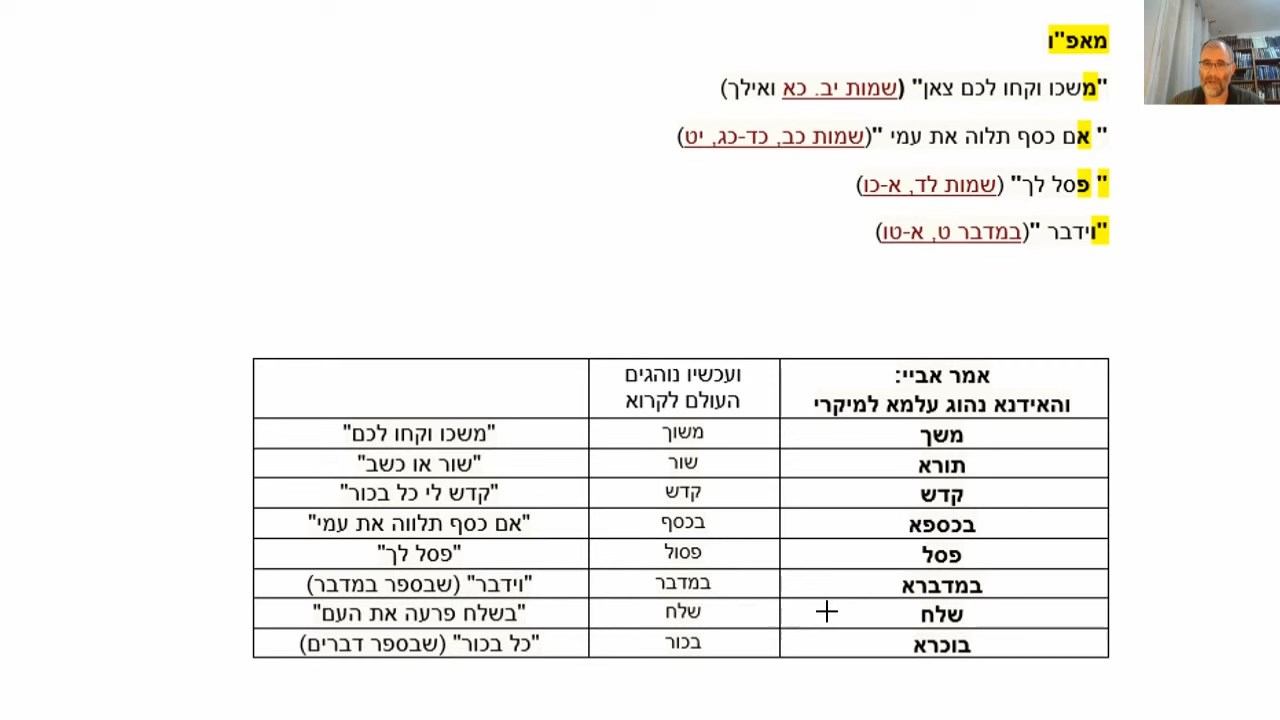 מאפ"ו
"משכו וקחו לכם צאן" (שמות יב. כא ואילך)
" אם כסף תלוה את עמי "(שמות כב, כד-כג, יט)
" פסל לך" (שמות לד, א-כו)
"וידבר "(במדבר ט, א-טו)
אמר אביי: ועכשיו נוהגים
והאידנא נהוג עלמא למיקרי העולם לקרוא
משך משוך "משכו וקחו לכם"
תורא שור "שור או כשב"
קדש קדש "קדש לי כל בכור"
בכספא בכסף "אם כסף תלווה את עמי"
פסל פסול "פסל לך"
במדברא במדבר "וידבר" (שבספר במדבר)
שלח שלח "בשלח פרעה את העם"
בוכרא בכור "כל בכור" (שבספר דברים)